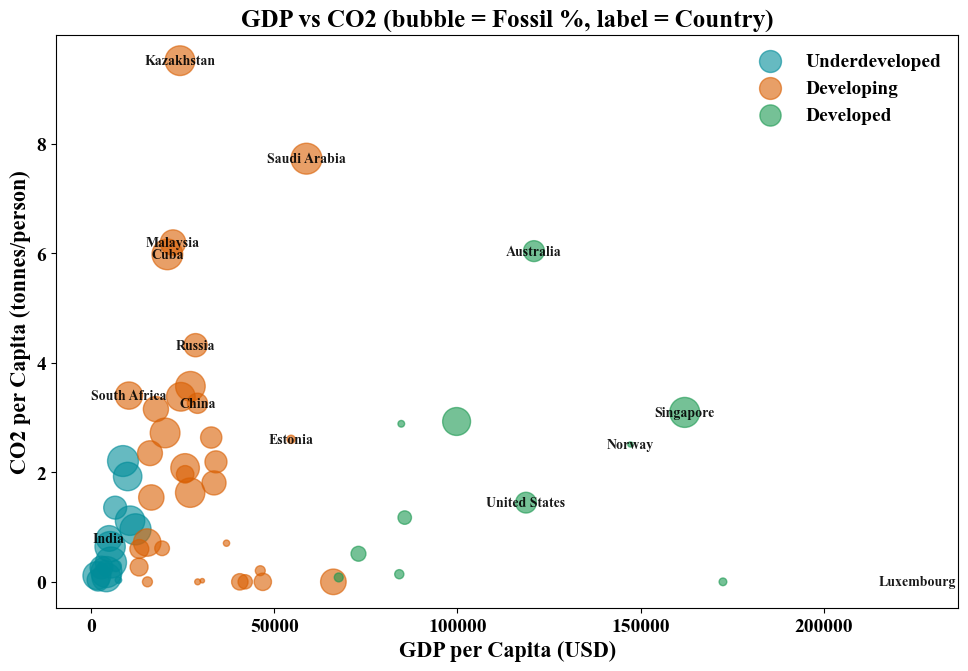 GDP vs CO2 (bubble = Fossil %, label = Country)
Kazakhstan
Underdeveloped
Developing
Developed
8
Saudi Arabia
Malaysia
Cuba
Australia
6
Russia
4
South Africa
China
Singapore
Estonia
Norway
2
United States
India
0
Luxembourg
CO2 per Capita (tonnes/person)
0
50000
100000
150000
200000
GDP per Capita (USD)